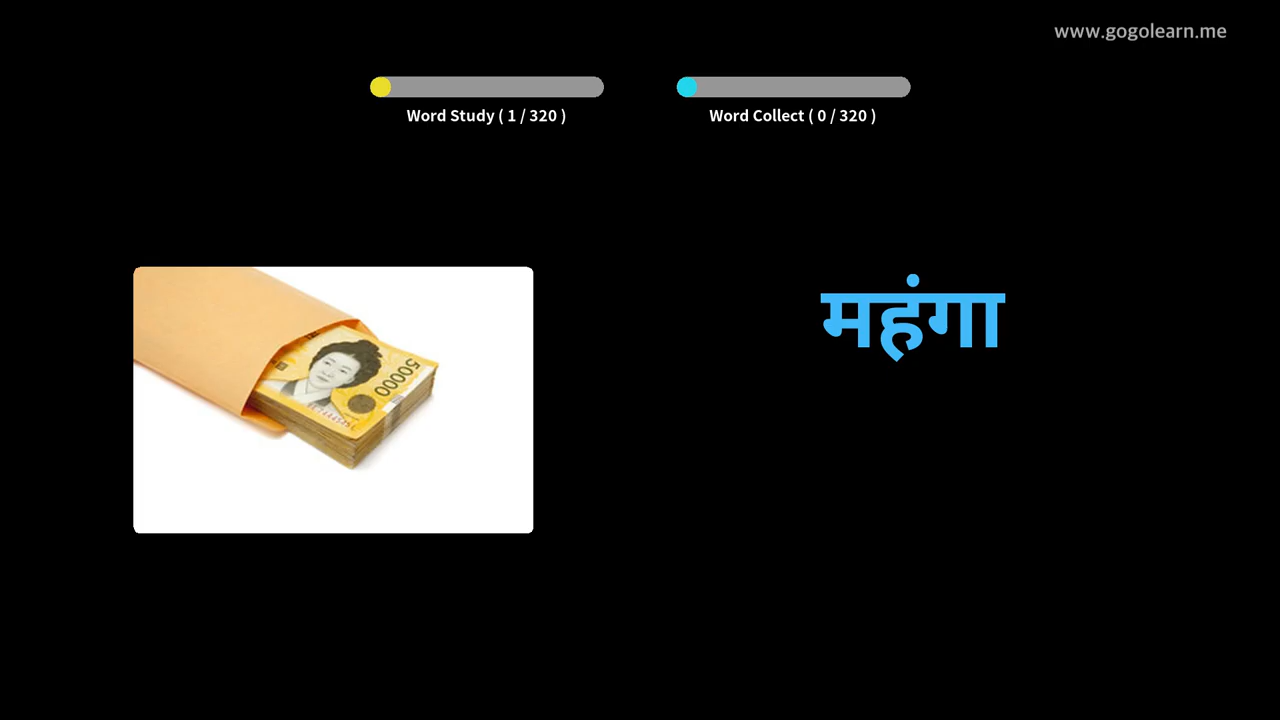 www.gogolearn.me
Word Study ( 1 / 320 )
Word Collect ( 0 / 320 )
महंगा
50000